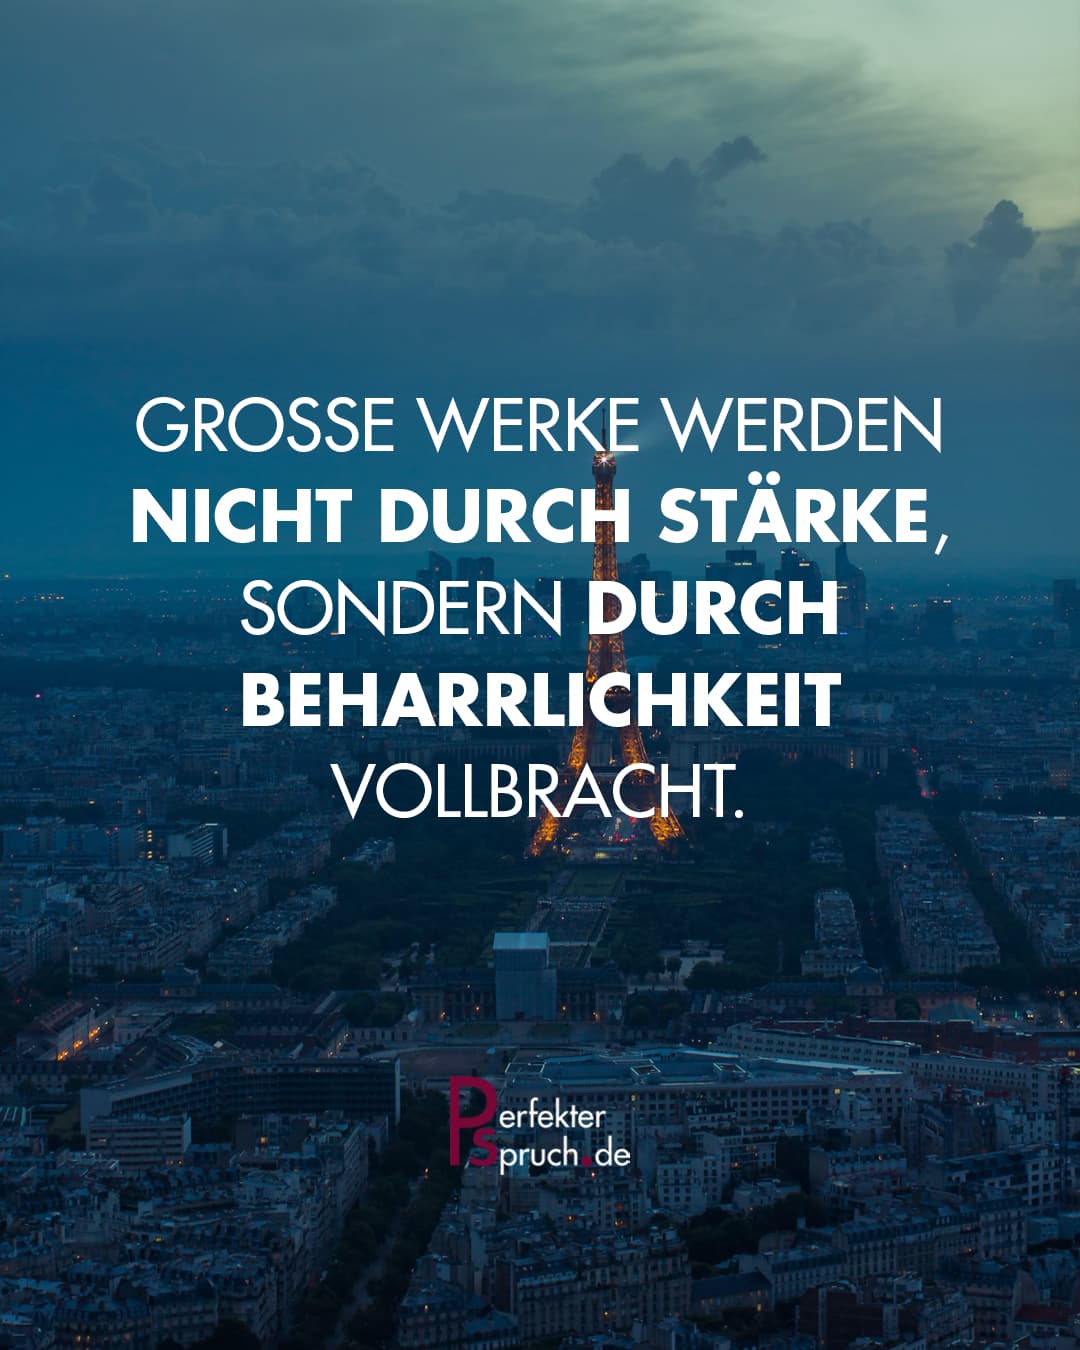 GROSSE WERKE WERDEN
NICHT DURCH STÄRKE,
SONDERN DURCH
BEHARRLICHKEIT
VOLLBRACHT.
Perfekter
Spruch.de